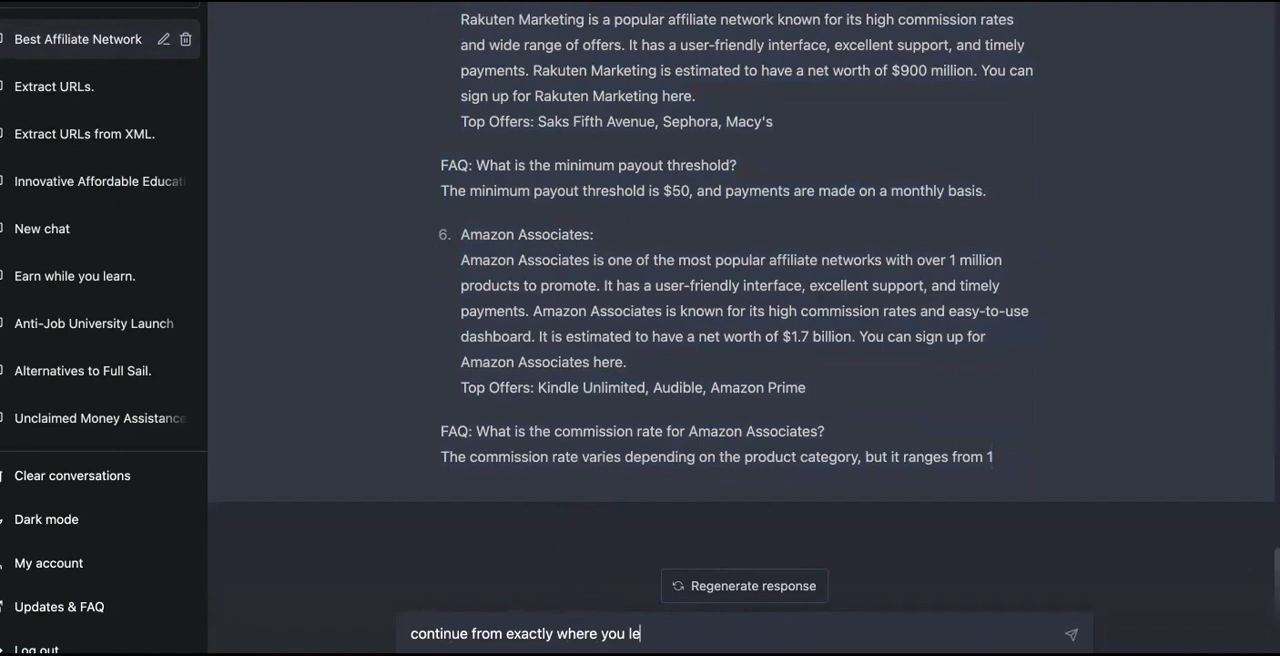 Best Affiliate Network
Extract URLs.
Extract URLs from XML.
Innovative Affordable Educati
New chat
Earn while you learn.
Anti-Job University Launch
Alternatives to Full Sail.
Unclaimed Money Assistance
Clear conversations
Dark mode
My account
Updates & FAQ
Log out
Rakuten Marketing is a popular affiliate network known for its high commission rates
and wide range of offers. It has a user-friendly interface, excellent support, and timely
payments. Rakuten Marketing is estimated to have a net worth of $900 million. You can
sign up for Rakuten Marketing here.
Top Offers: Saks Fifth Avenue, Sephora, Macy's
FAQ: What is the minimum payout threshold?
The minimum payout threshold is $50, and payments are made on a monthly basis.
6. Amazon Associates:
Amazon Associates is one of the most popular affiliate networks with over 1 million
products to promote. It has a user-friendly interface, excellent support, and timely
payments. Amazon Associates is known for its high commission rates and easy-to-use
dashboard. It is estimated to have a net worth of $1.7 billion. You can sign up for
Amazon Associates here.
Top Offers: Kindle Unlimited, Audible, Amazon Prime
FAQ: What is the commission rate for Amazon Associates?
The commission rate varies depending on the product category, but it ranges from 1
Regenerate response
continue from exactly where you le